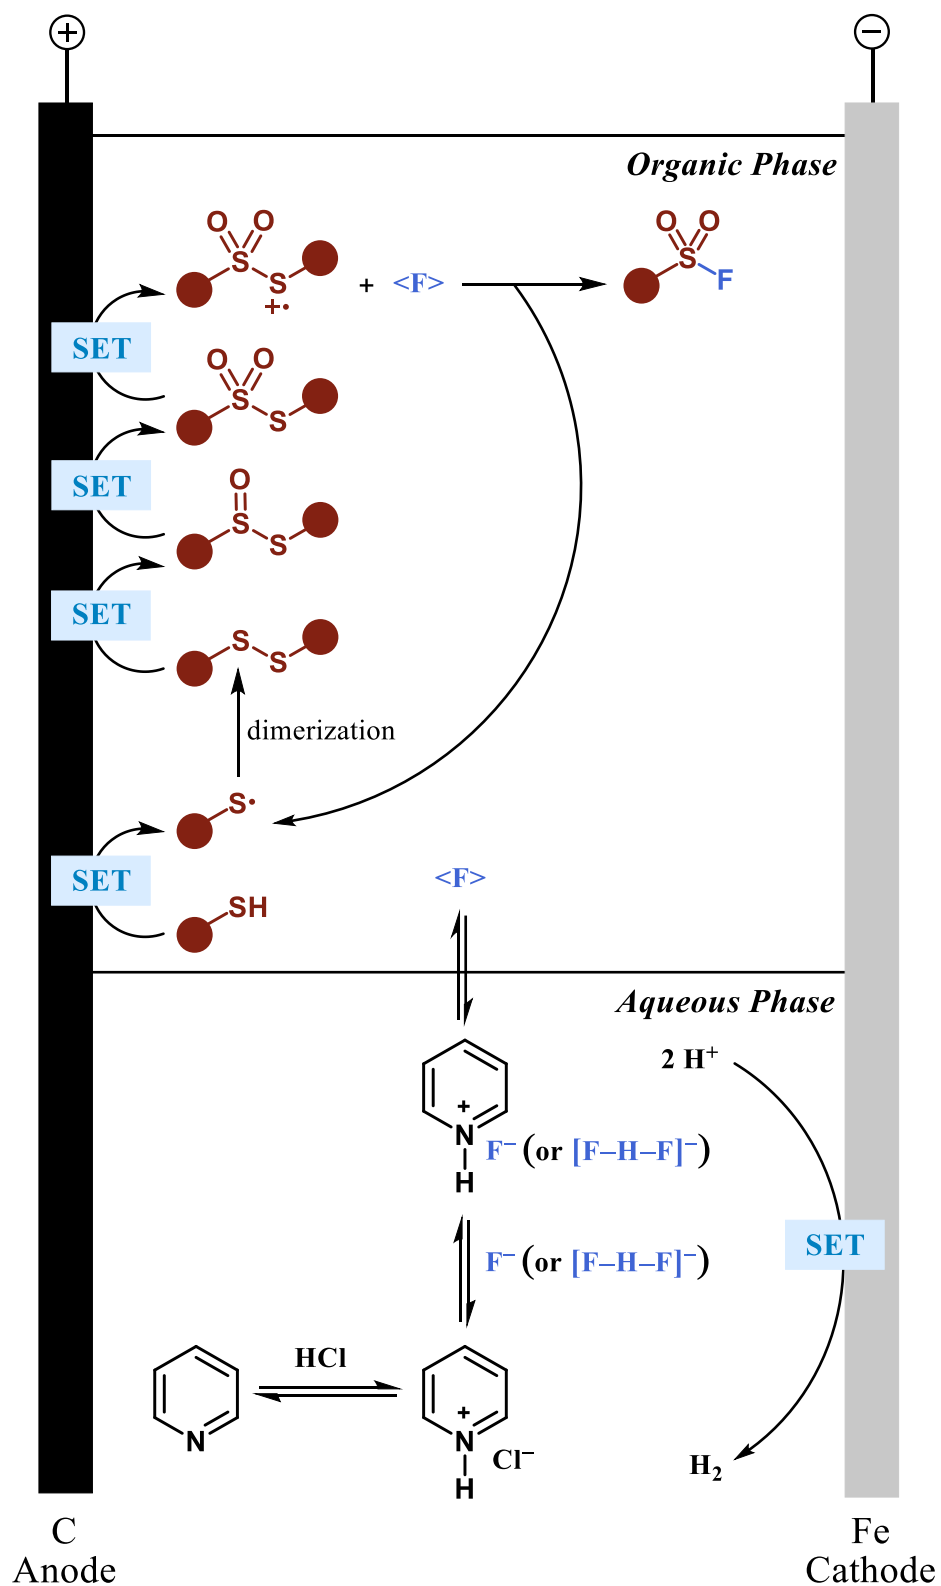 +
−
Organic Phase
O O
S S
+•
+ <F>
O O
S F
SET
O O
S S
SET
O
S S
SET
S S
dimerization
S•
SET
SH
<F>
Aqueous Phase
2 H⁺
+
N
H
F⁻ (or [F–H–F]⁻)
SET
F⁻ (or [F–H–F]⁻)
HCl
N
+
N
H
Cl⁻
H₂
C
Anode
Fe
Cathode